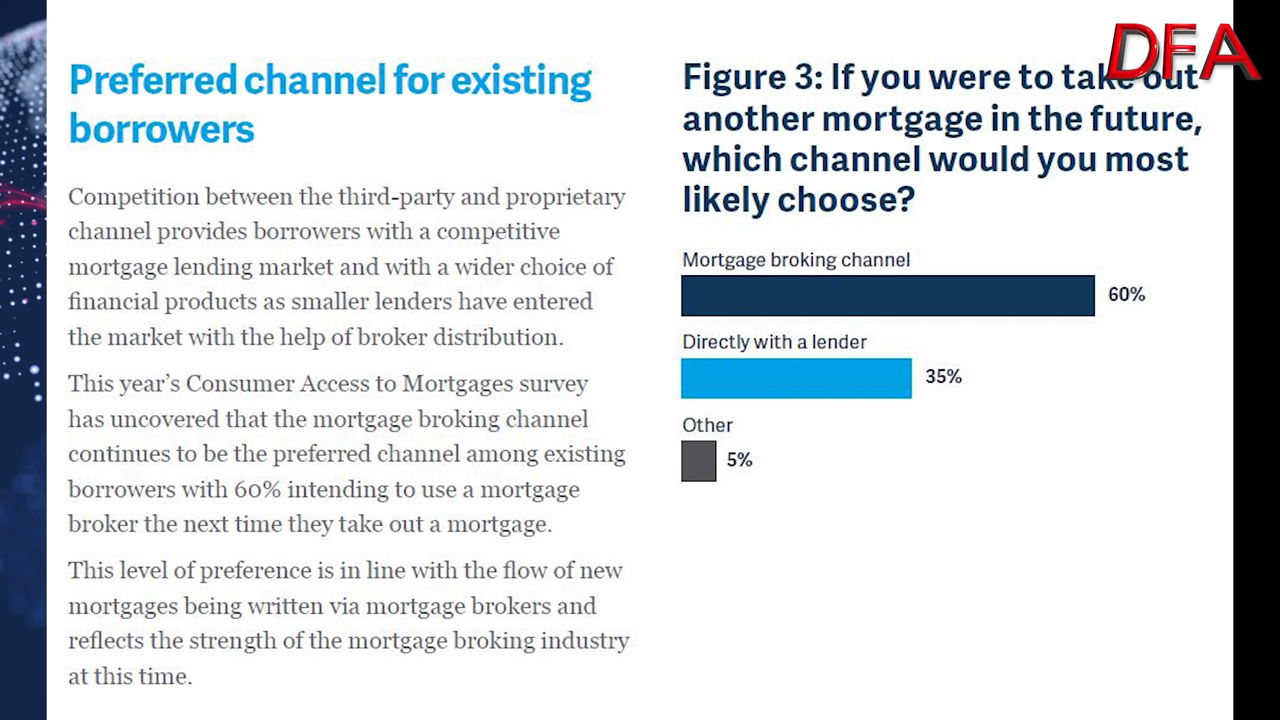 DFA
Preferred channel for existing
borrowers
Competition between the third-party and proprietary
channel provides borrowers with a competitive
mortgage lending market and with a wider choice of
financial products as smaller lenders have entered
the market with the help of broker distribution.
This year’s Consumer Access to Mortgages survey
has uncovered that the mortgage broking channel
continues to be the preferred channel among existing
borrowers with 60% intending to use a mortgage
broker the next time they take out a mortgage.
This level of preference is in line with the flow of new
mortgages being written via mortgage brokers and
reflects the strength of the mortgage broking industry
at this time.
Figure 3: If you were to take out
another mortgage in the future,
which channel would you most
likely choose?
Mortgage broking channel
60%
Directly with a lender
35%
Other
5%